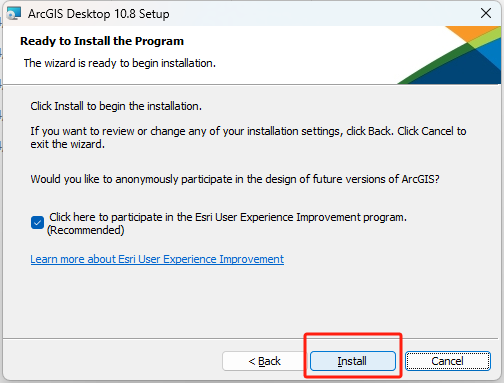 ArcGIS Desktop 10.8 Setup
Ready to Install the Program
The wizard is ready to begin installation.
Click Install to begin the installation.
If you want to review or change any of your installation settings, click Back. Click Cancel to
exit the wizard.
Would you like to anonymously participate in the design of future versions of ArcGIS?
Click here to participate in the Esri User Experience Improvement program.
(Recommended)
Learn more about Esri User Experience Improvement
< Back
Install
Cancel